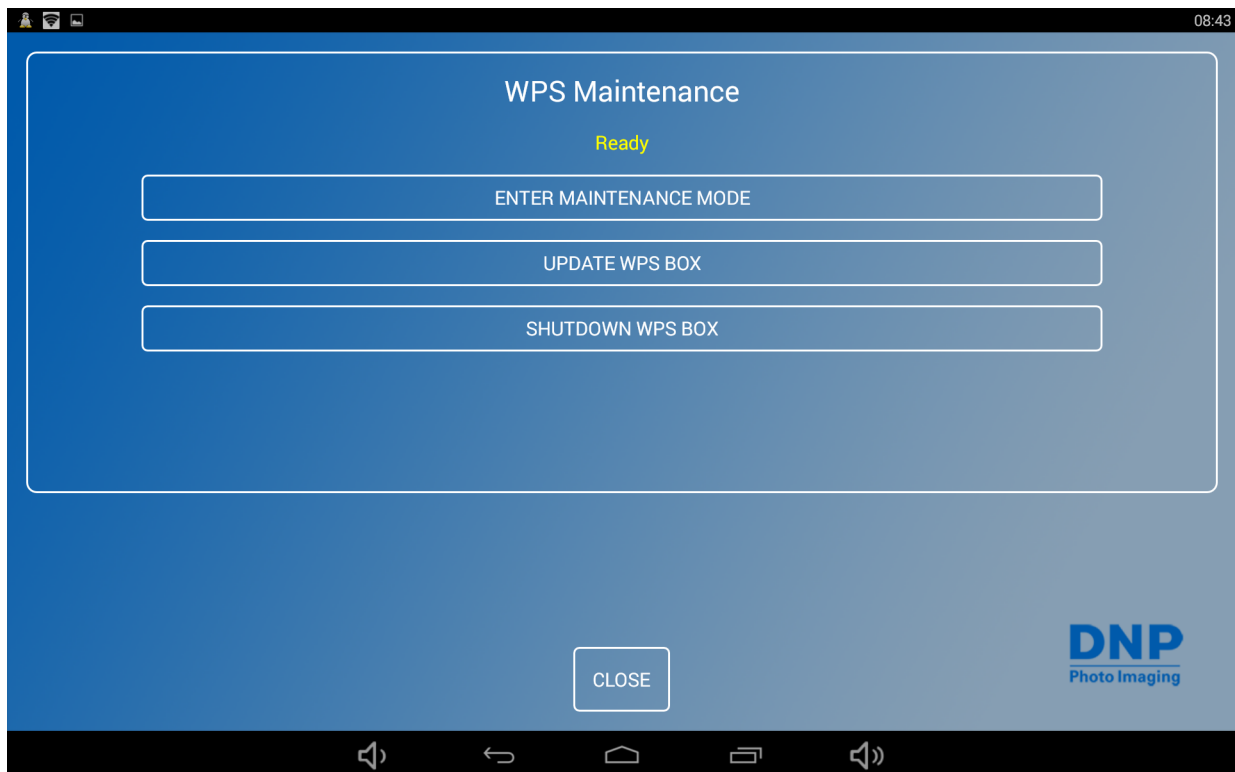 08:43
WPS Maintenance
Ready
ENTER MAINTENANCE MODE
UPDATE WPS BOX
SHUTDOWN WPS BOX
DNP
Photo Imaging
CLOSE